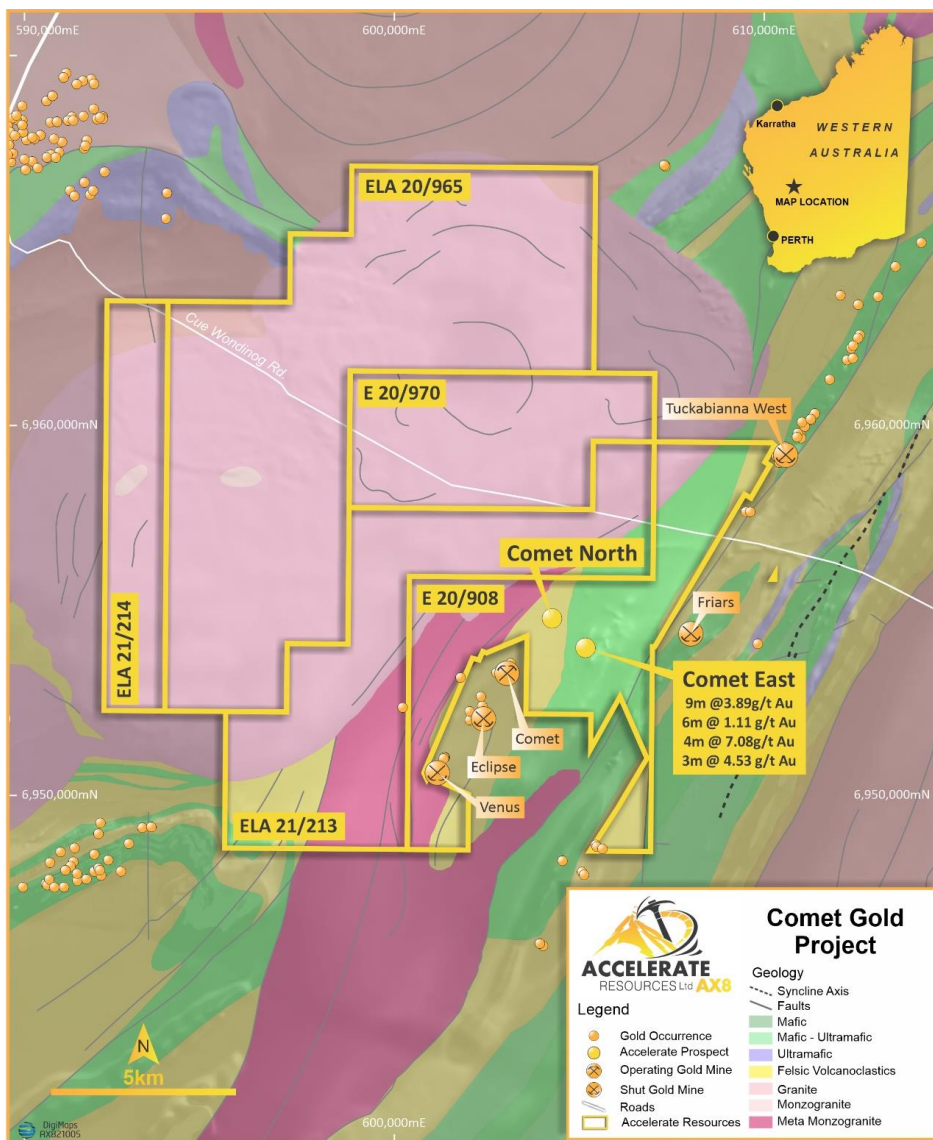 590,000mE
600,000mE
610,000mE
Karratha
WESTERN
AUSTRALIA
MAP LOCATION
PERTH
ELA 20/965
Cue Wondinog Rd.
E 20/970
Tuckabianna West
6,960,000mN
6,960,000mN
Comet North
E 20/908
Friars
ELA 21/214
Comet East
9m @3.89g/t Au
6m @ 1.11 g/t Au
4m @ 7.08g/t Au
3m @ 4.53 g/t Au
Comet
Eclipse
Venus
6,950,000mN
6,950,000mN
ELA 21/213
ACCELERATE
RESOURCES Ltd AX8
Legend
Gold Occurrence
Accelerate Prospect
Operating Gold Mine
Shut Gold Mine
Roads
Accelerate Resources
Comet Gold
Project
Geology
Syncline Axis
Faults
Mafic
Mafic - Ultramafic
Ultramafic
Felsic Volcanoclastics
Granite
Monzogranite
Meta Monzogranite
N
5km
DigiMaps
AX821005
600,000mE